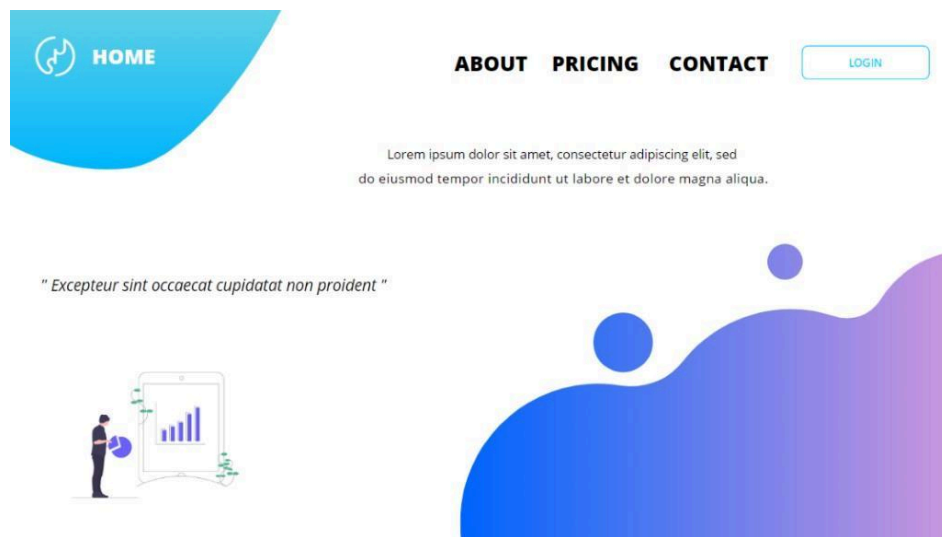 HOME
ABOUT PRICING CONTACT LOGIN
Lorem ipsum dolor sit amet, consectetur adipiscing elit, sed
do eiusmod tempor incididunt ut labore et dolore magna aliqua.
" Excepteur sint occaecat cupidatat non proident "